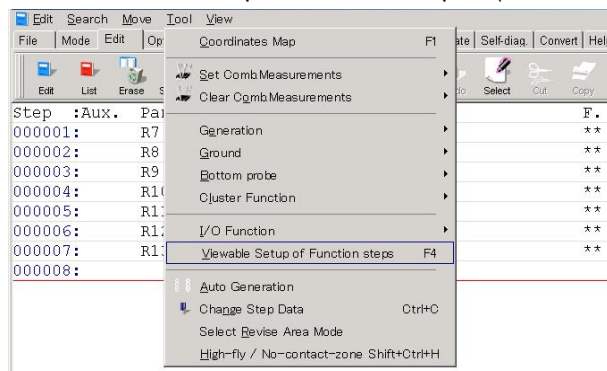 Edit Search Move Tool View
File Mode Edit Op Coordinates Map F1 ate Self-diag. Convert Hel
Edit List Erase S Set Comb.Measurements do Select Cut Copy
Clear Comb.Measurements
Step :Aux. Pa F.
000001: R7 Generation **
000002: R8 Ground **
000003: R9 Bottom probe **
000004: R10 Cluster Function **
000005: R1 **
000006: R12 I/O Function **
000007: R13 Viewable Setup of Function steps F4 **
000008:
Auto Generation
Change Step Data Ctrl+C
Select Revise Area Mode
High-fly / No-contact-zone Shift+Ctrl+H